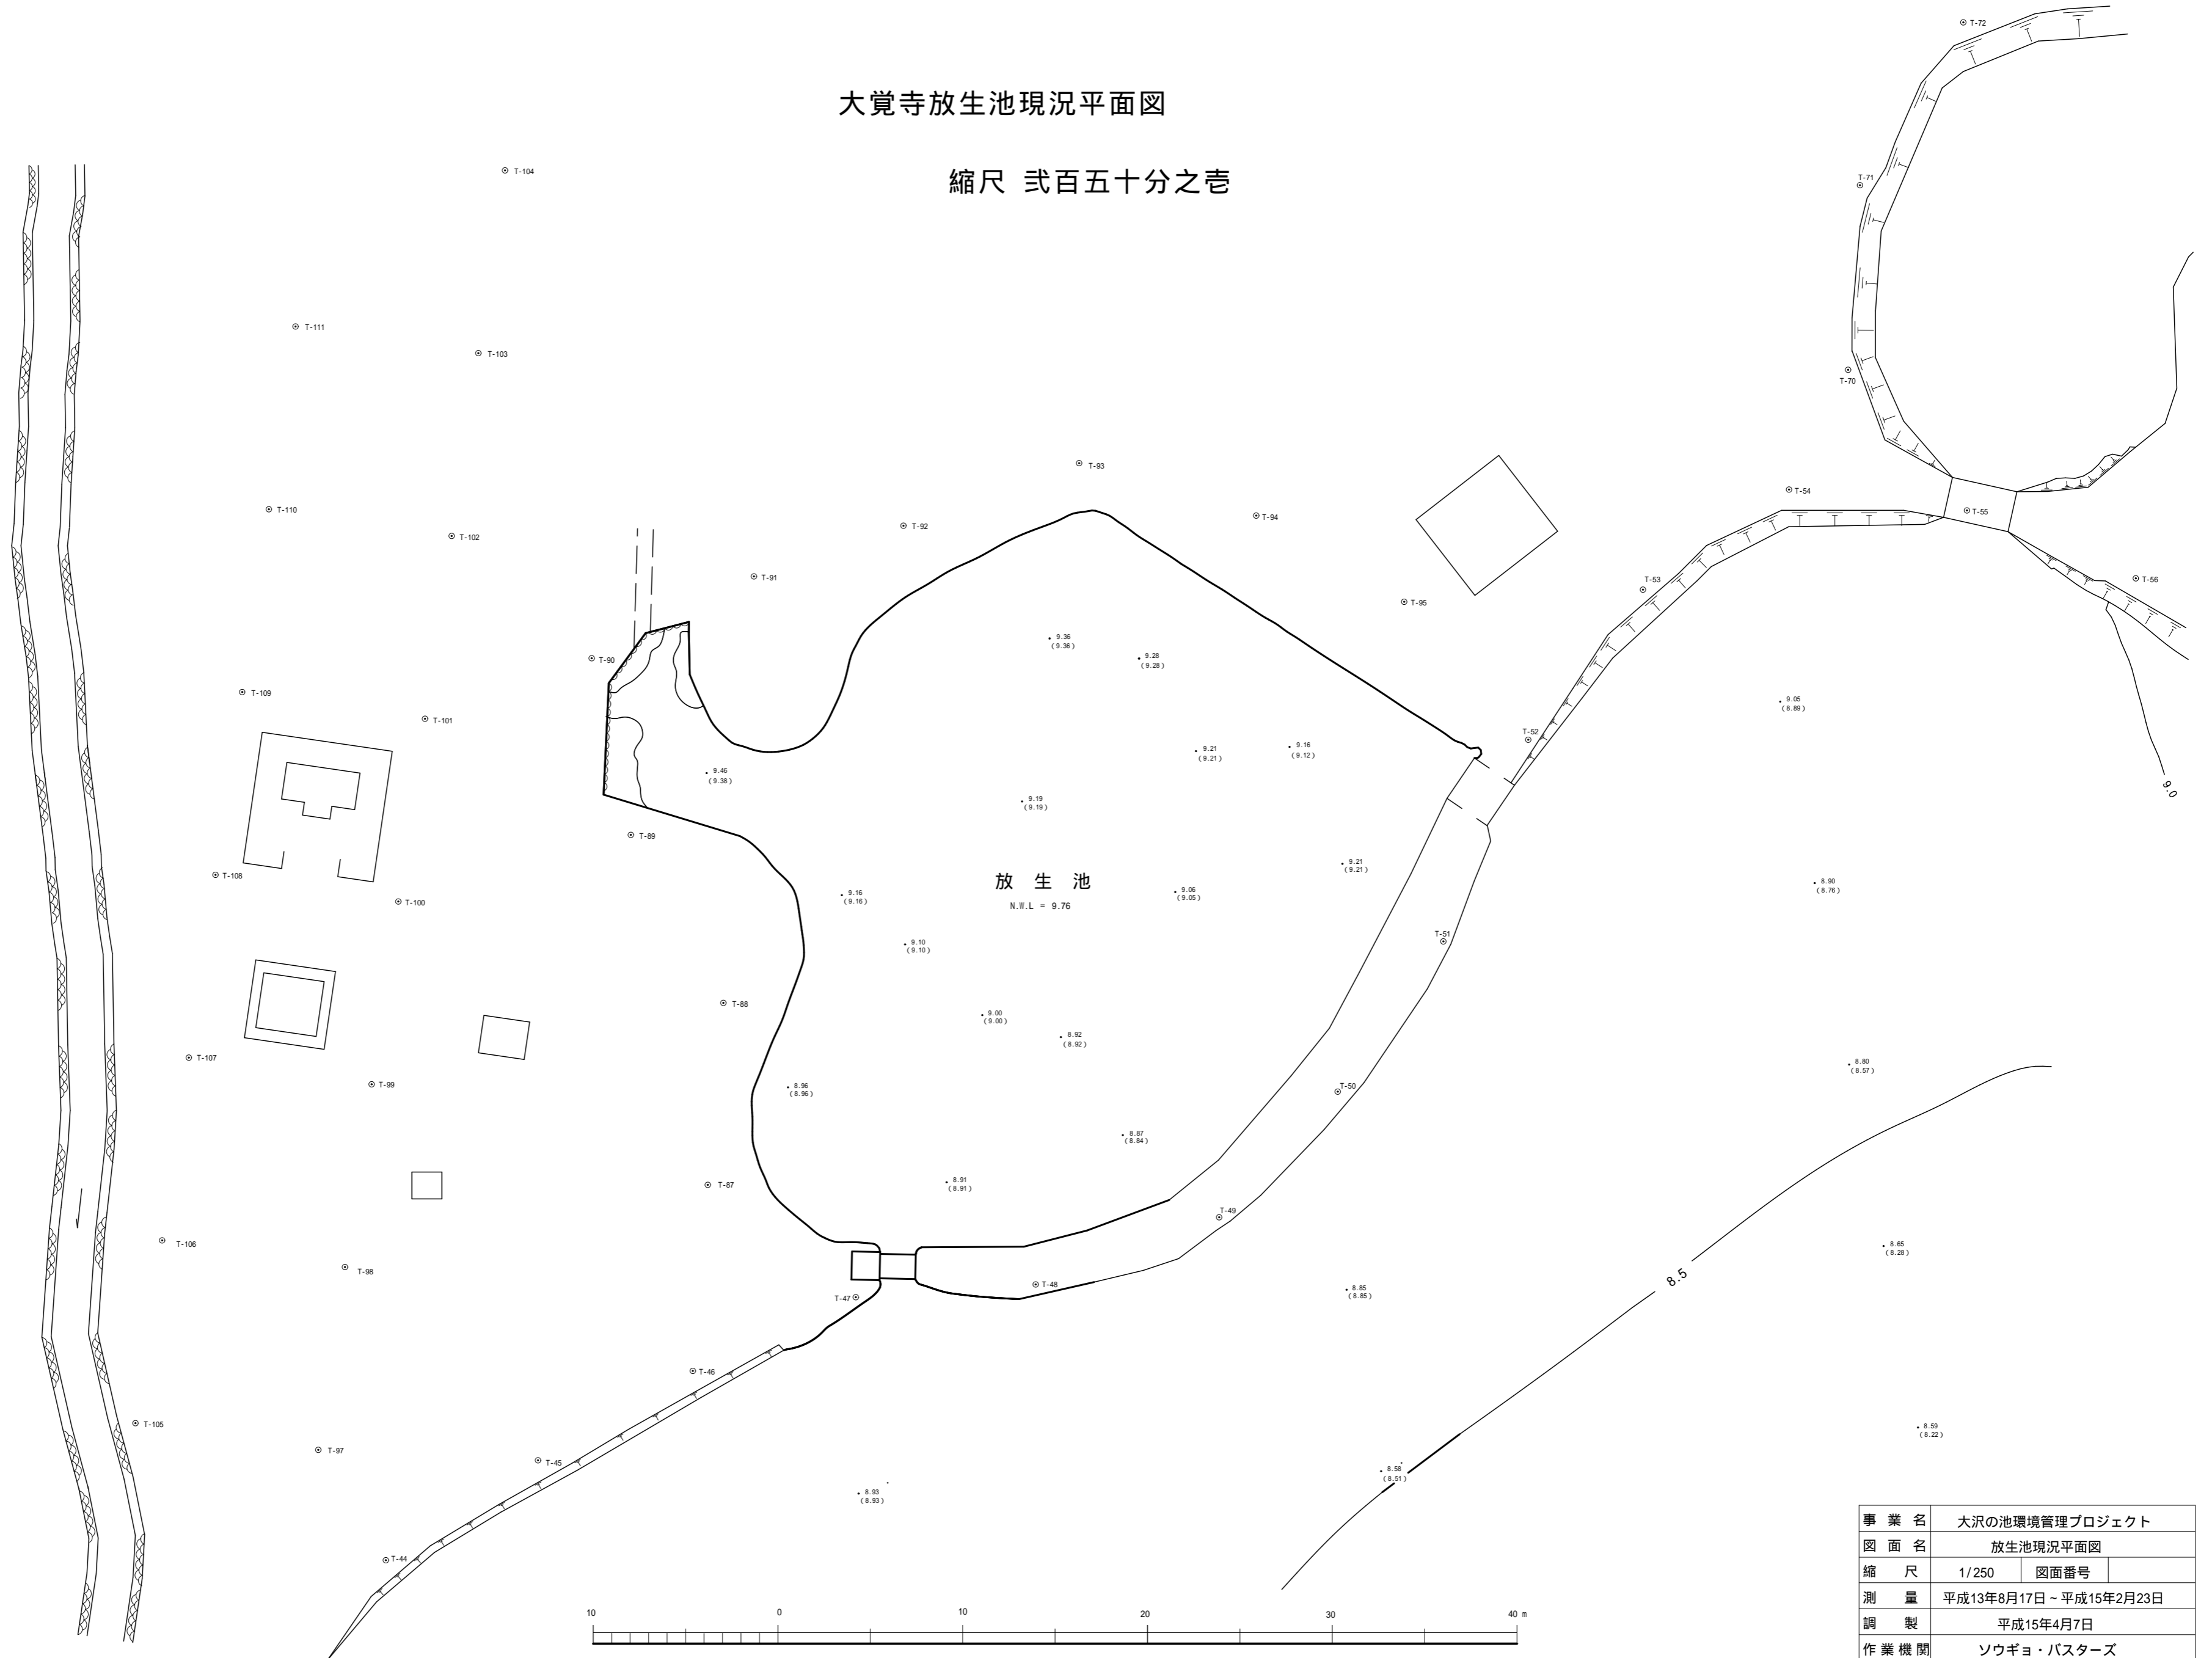 大覚寺放生池現況平面図
縮尺 弐百五十分之壱
T-72
T-104
T-71
T-111
T-103
T-70
T-93
T-54
T-110
T-94
T-55
T-92
T-102
T-91
T-53
T-56
T-95
9.36
(9.36)
9.28
(9.28)
T-90
T-109
9.05
(8.89)
T-101
T-52
9.21
(9.21)
9.16
(9.12)
9.46
(9.38)
9.0
9.19
(9.19)
T-89
9.21
(9.21)
T-108
放生池
8.90
(8.76)
9.16
(9.16)
9.06
(9.05)
T-100
N.W.L = 9.76
T-51
9.10
(9.10)
T-88
9.00
(9.00)
8.92
(8.92)
T-107
8.80
(8.57)
T-99
8.96
(8.96)
T-50
8.87
(8.84)
T-87
8.91
(8.91)
T-49
T-106
8.65
(8.28)
T-98
8.5
T-48
8.85
(8.85)
T-47
T-46
T-105
8.59
(8.22)
T-97
T-45
8.58
(8.51)
8.93
(8.93)
T-44
10 0 10 20 30 40 m
事業名 大沢の池環境管理プロジェクト
図面名 放生池現況平面図
縮尺 1/250 図面番号
測量 平成13年8月17日~平成15年2月23日
調製 平成15年4月7日
作業機関 ソウギョ・バスターズ